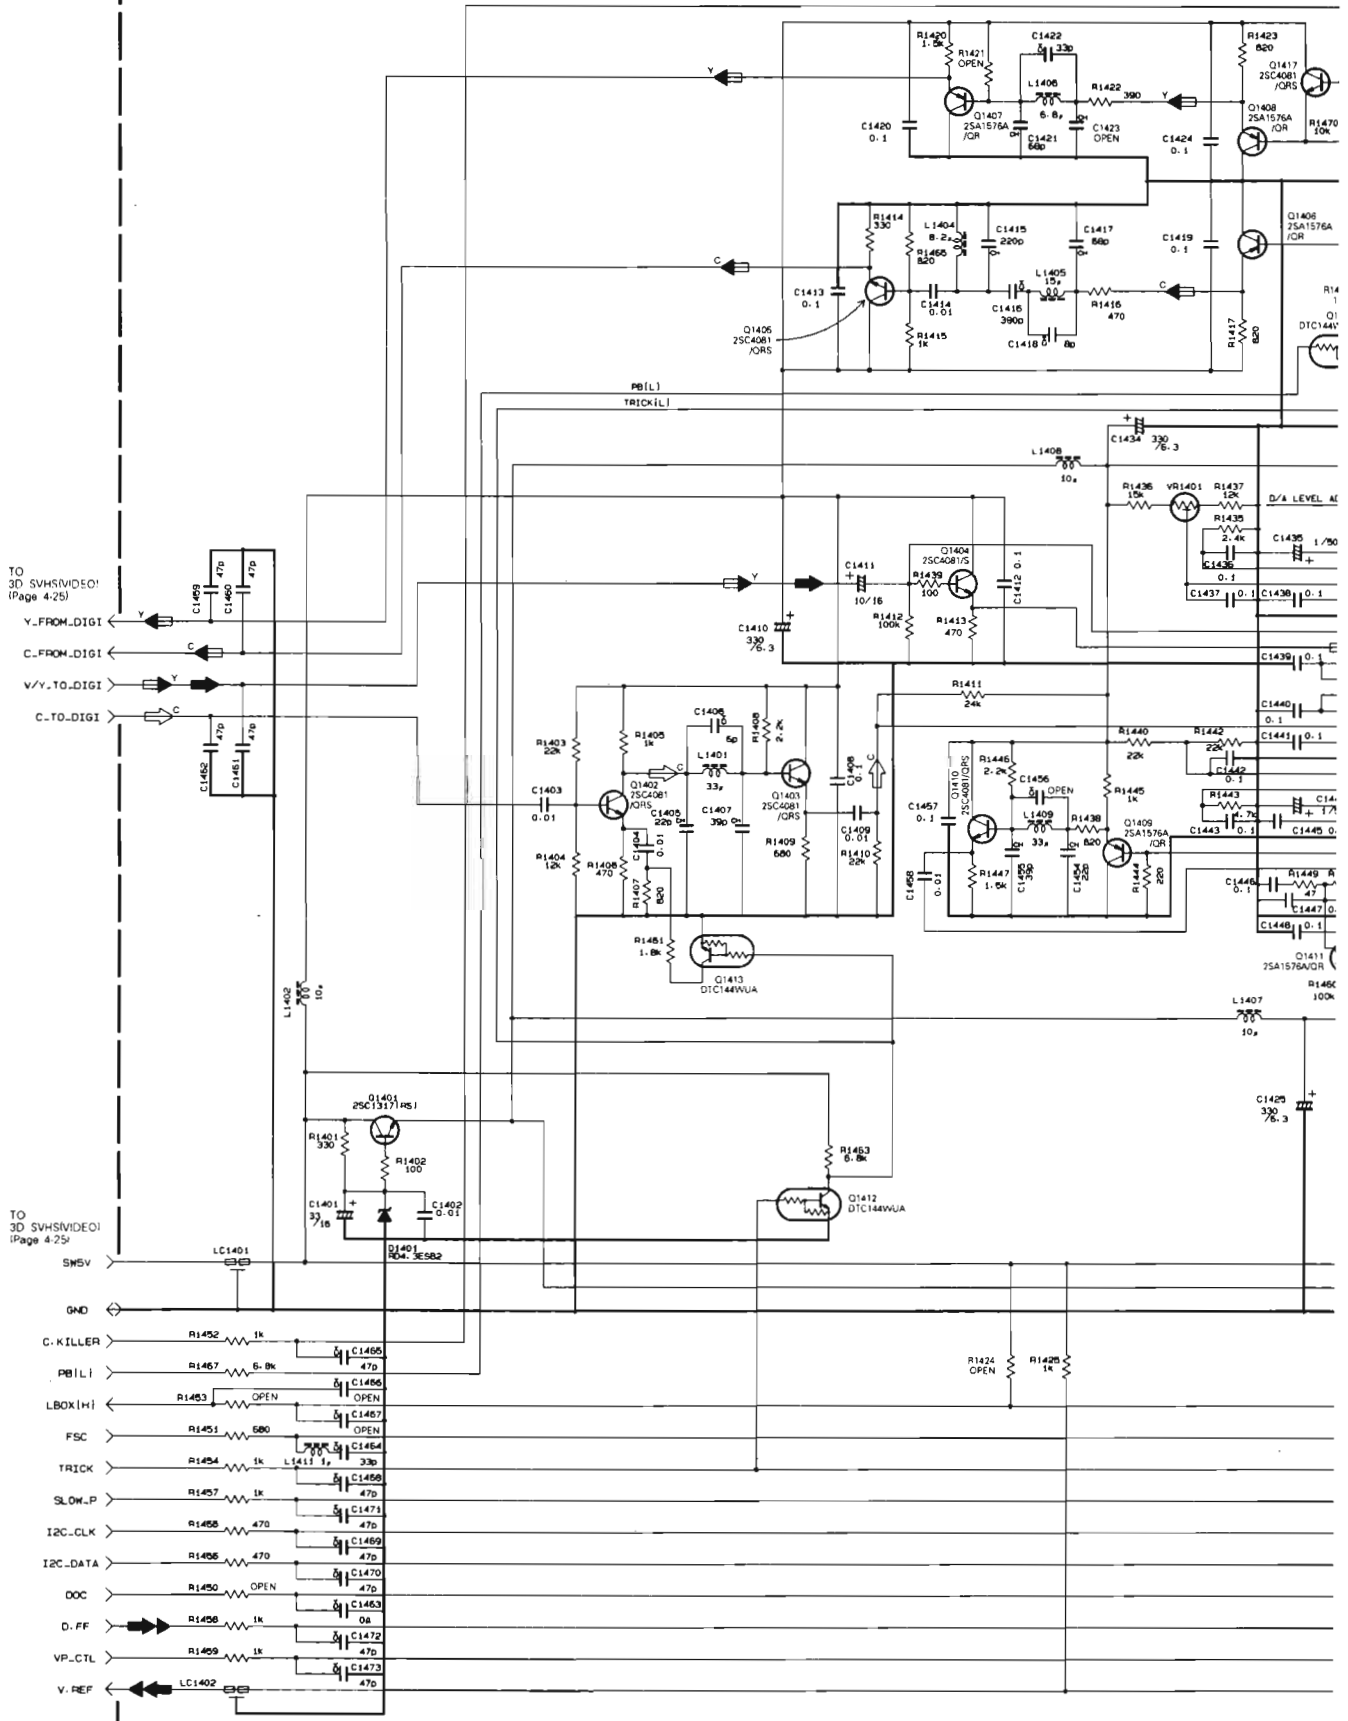 R1420
1.5k
R1421
OPEN
C1422
33p
L1406
6.8µ
R1422
390
Y
Q1407
2SA1576A
/QR
C1421
68p
C1423
OPEN
C1420
0.1
Y
R1423
820
Q1417
2SC4081
/QRS
Q1408
2SA1576A
/QR
R1470
10k
C1424
0.1
R1414
330
R1466
820
L1404
8.2µ
C1415
220p
C1417
68p
C1419
0.1
Q1406
2SA1576A
/QR
C
C1413
0.1
C1414
0.01
C1416
390p
L1405
15µ
R1416
470
C
Q1405
2SC4081
/QRS
R1415
1k
C1418
8p
R1417
820
DTC144W
PB(L)
TRICK(L)
C1434
330
/6.3
L1408
10µ
R1436
15k
VR1401
R1437
12k
D/A LEVEL AD
R1435
2.4k
C1436
0.1
C1435
1/50
C1437
0.1
C1438
0.1
TO
3D SVHS(VIDEO)
(Page 4-25)
C1459
47p
C1460
47p
Y
C1411
10/16
R1439
100
Q1404
2SC4081/S
C1412
0.1
C1410
330
/6.3
R1412
100k
R1413
470
Y_FROM_DIGI
Y
C_FROM_DIGI
C
V/Y_TO_DIGI
Y
C_TO_DIGI
C
C1462
47p
C1461
47p
C1439
0.1
C1440
0.1
C1441
0.1
R1411
24k
R1403
22k
R1405
1k
C1406
6p
L1401
33µ
R1408
2.2k
C
Q1402
2SC4081
/QRS
Q1403
2SC4081
/QRS
C1408
0.1
C
C1403
0.01
C1405
22p
C1407
39p
C1404
0.01
R1404
12k
R1406
470
R1407
820
R1409
680
C1409
0.01
R1410
22k
R1461
1.8k
Q1413
DTC144WUA
C1457
0.1
Q1410
2SC4081/QRS
R1446
2.2k
C1456
OPEN
L1409
33µ
R1438
820
R1440
22k
R1442
22k
C1442
0.1
R1445
1k
R1443
4.7k
C1443
0.1
C1445
Q1409
2SA1576A
/QR
C1458
0.01
R1447
1.5k
C1455
39p
C1454
22p
R1444
220
C1446
0.1
R1449
47
C1447
C1448
0.1
Q1411
2SA1576A/QR
R1460
100k
L1402
10µ
L1407
10µ
C1425
330
/6.3
Q1401
2SC1317(RS)
R1401
330
R1402
100
C1401
33
/16
C1402
0.01
D1401
RD4.3ESB2
R1463
6.8k
Q1412
DTC144WUA
TO
3D SVHS(VIDEO)
(Page 4-25)
SW5V
LC1401
GND
C.KILLER
R1452
1k
C1465
47p
PB(L)
R1467
6.8k
C1466
OPEN
LBOX(H)
R1453
OPEN
C1467
OPEN
R1424
OPEN
R1425
1k
FSC
R1451
680
L1411 1µ
C1464
33p
TRICK
R1454
1k
C1468
47p
SLOW_P
R1457
1k
C1471
47p
I2C_CLK
R1455
470
C1469
47p
I2C_DATA
R1456
470
C1470
47p
DOC
R1450
OPEN
C1463
0A
D.FF
R1458
1k
C1472
47p
VP_CTL
R1459
1k
C1473
47p
V.REF
LC1402